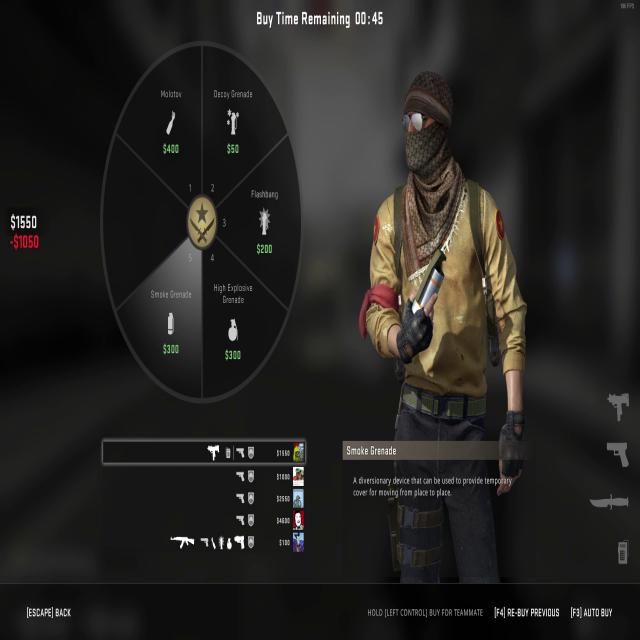 Buy Time Remaining 00:45
Molotov
$400
Decoy Grenade
$50
1
2
Flashbang
3
$200
$1550
-$1050
5
4
Smoke Grenade
$300
High Explosive
Grenade
$300
$1550
$1000
$2550
$4600
$100
Smoke Grenade
A diversionary device that can be used to provide temporary
cover for moving from place to place.
[ESCAPE] BACK
HOLD [LEFT CONTROL] BUY FOR TEAMMATE
[F4] RE-BUY PREVIOUS
[F3] AUTO BUY